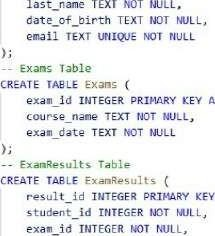 last_name TEXT NOT NULL,
date_of_birth TEXT NOT NULL,
email TEXT UNIQUE NOT NULL
);
-- Exams Table
CREATE TABLE Exams (
exam_id INTEGER PRIMARY KEY A
course_name TEXT NOT NULL,
exam_date TEXT NOT NULL
);
-- ExamResults Table
CREATE TABLE ExamResults (
result_id INTEGER PRIMARY KEY
student_id INTEGER NOT NULL,
exam_id INTEGER NOT NULL,